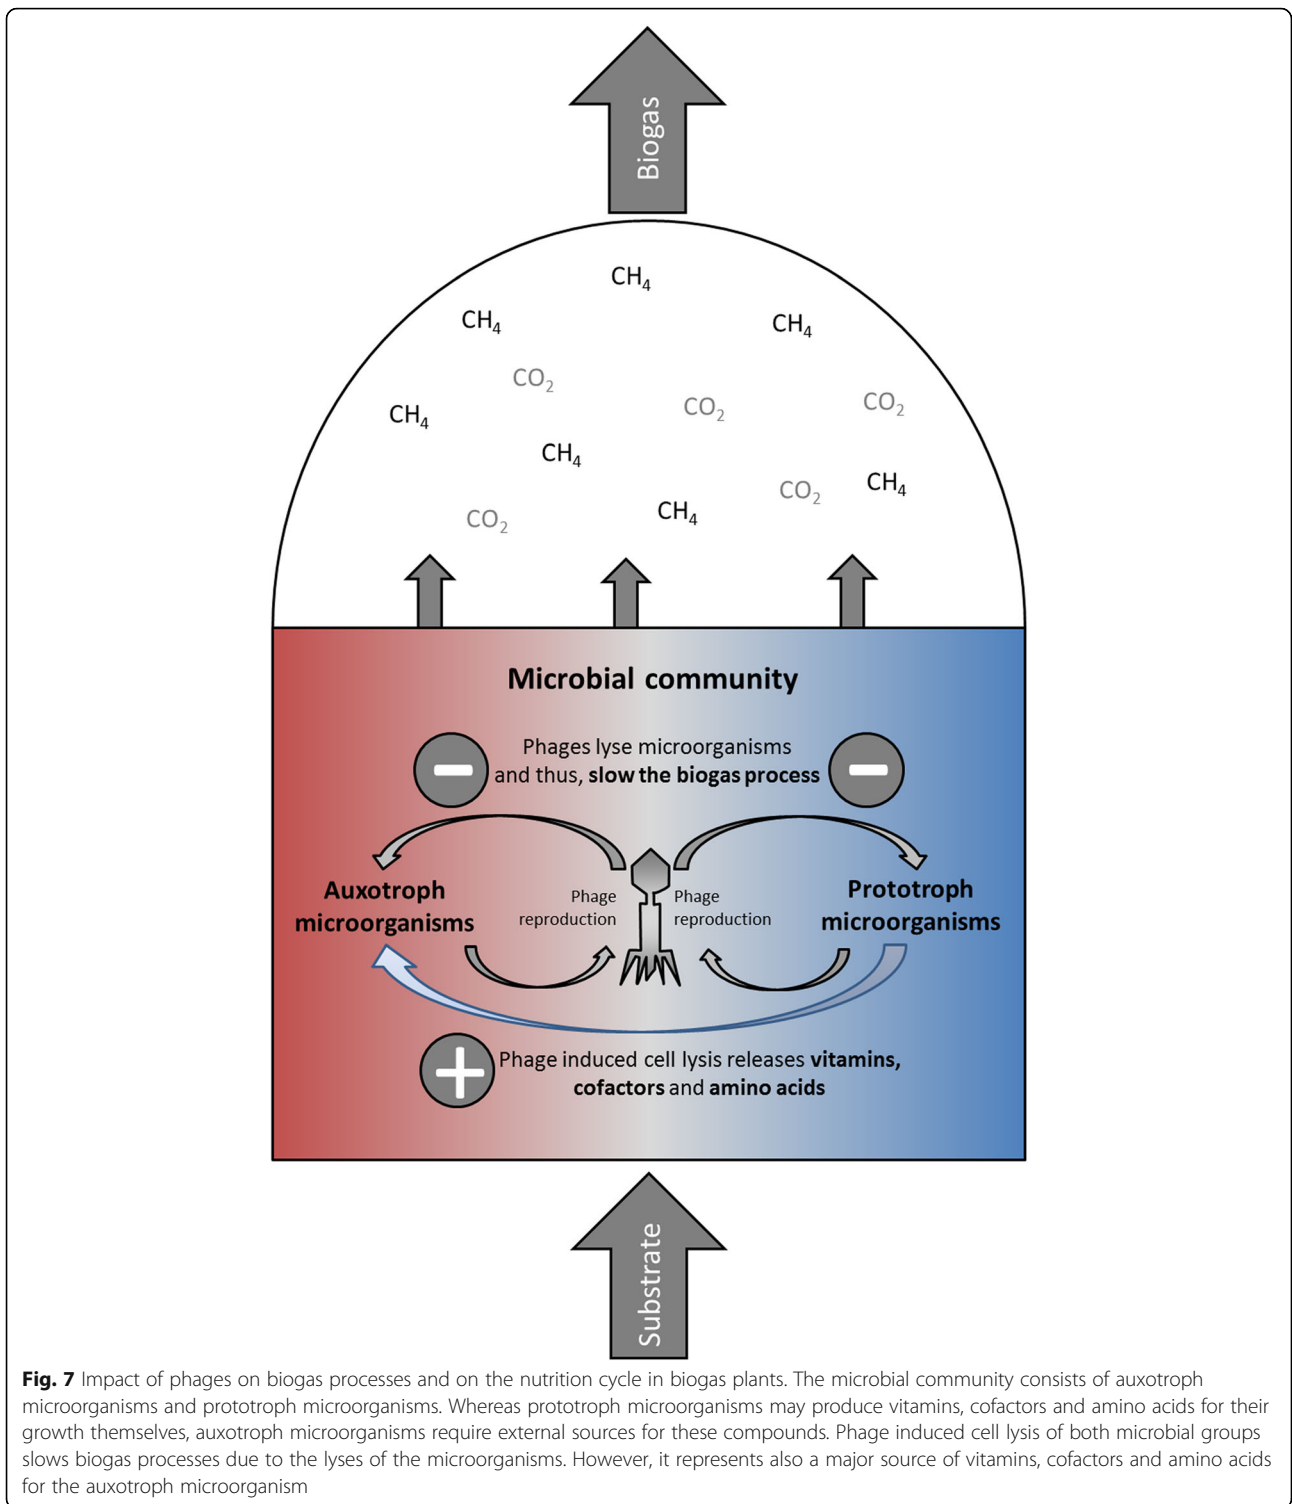 Biogas
CH4
CH4
CH4
CO2
CO2
CO2
CH4
CH4
CO2
CH4
CO2
CH4
Microbial community
Phages lyse microorganisms
and thus, slow the biogas process
Auxotroph
microorganisms
Phage
reproduction
Phage
reproduction
Prototroph
microorganisms
Phage induced cell lysis releases vitamins,
cofactors and amino acids
Substrate
Fig. 7 Impact of phages on biogas processes and on the nutrition cycle in biogas plants. The microbial community consists of auxotroph
microorganisms and prototroph microorganisms. Whereas prototroph microorganisms may produce vitamins, cofactors and amino acids for their
growth themselves, auxotroph microorganisms require external sources for these compounds. Phage induced cell lysis of both microbial groups
slows biogas processes due to the lyses of the microorganisms. However, it represents also a major source of vitamins, cofactors and amino acids
for the auxotroph microorganism